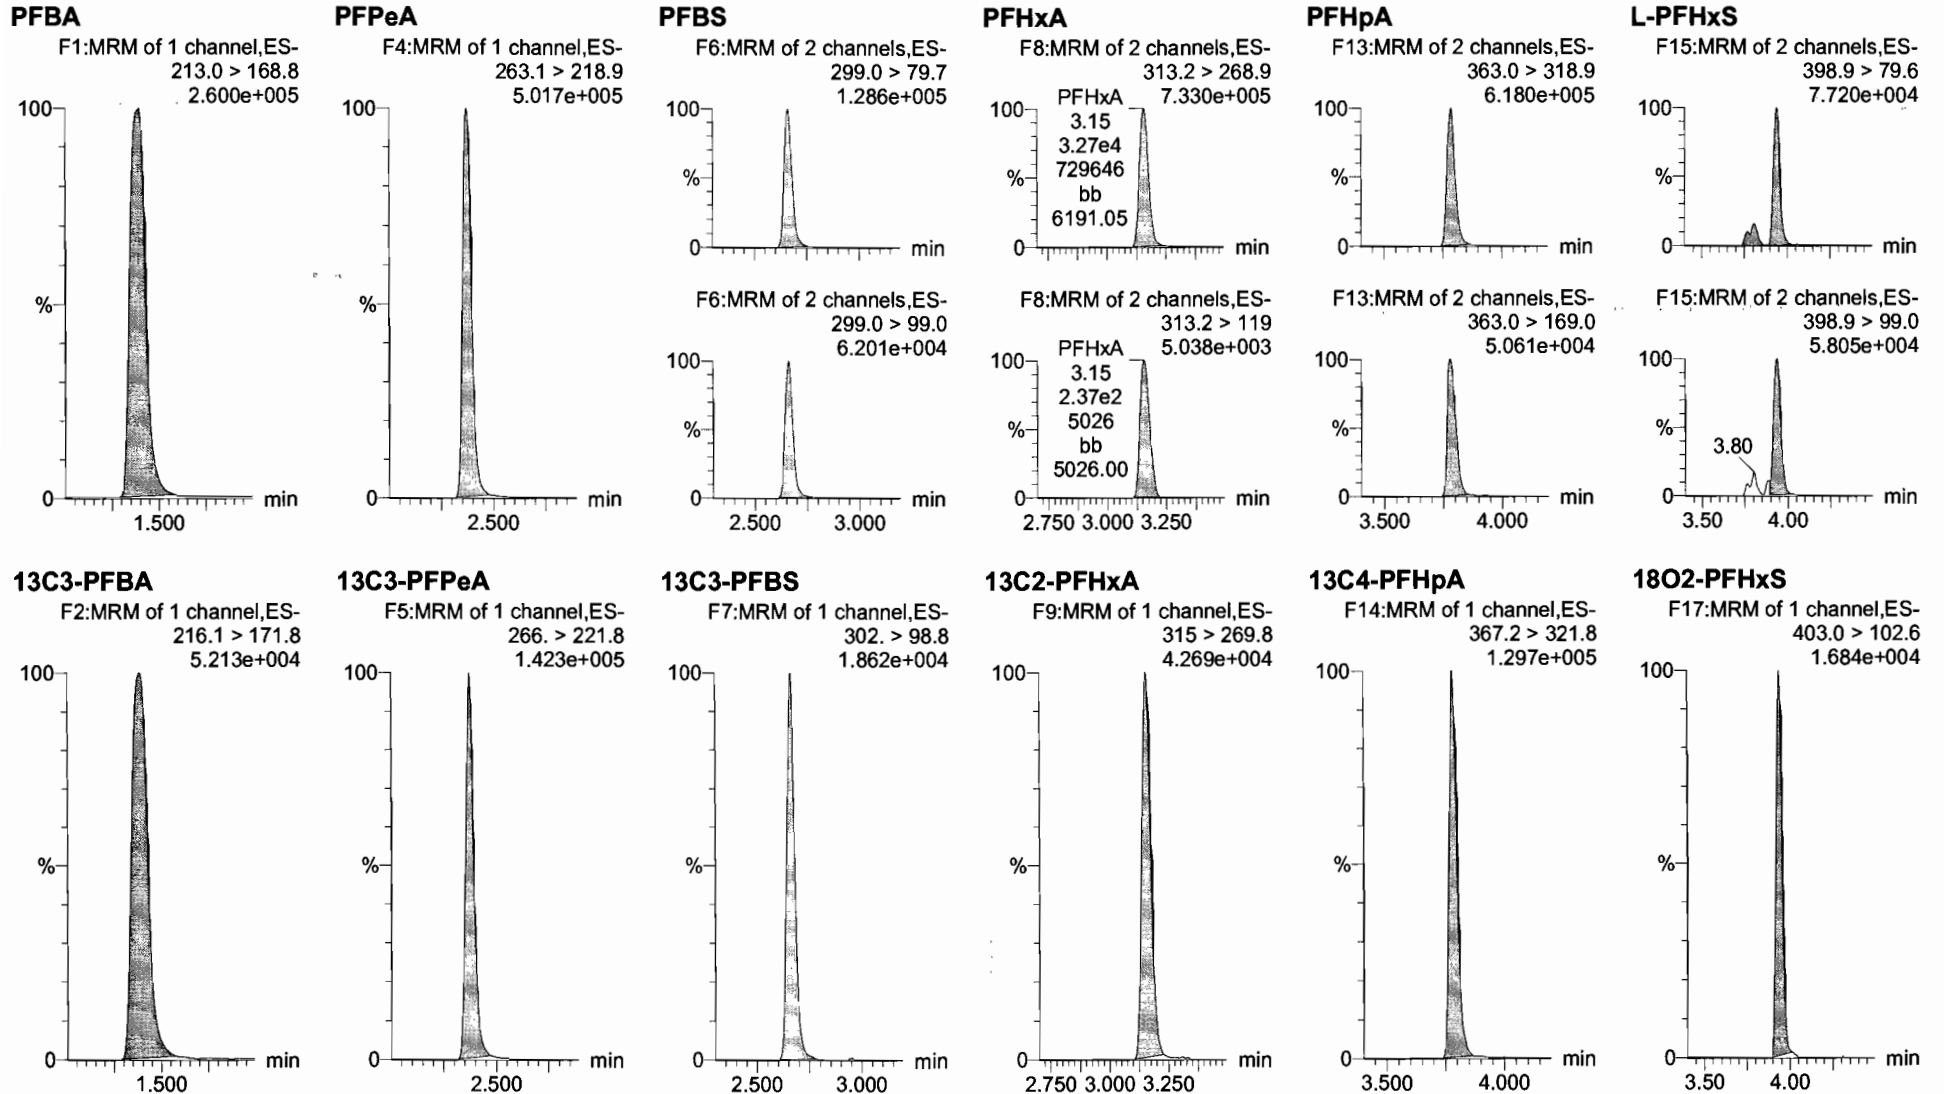 PFBA
F1:MRM of 1 channel,ES-
213.0 > 168.8
2.600e+005
100
%
0
min
1.500
PFPeA
F4:MRM of 1 channel,ES-
263.1 > 218.9
5.017e+005
100
%
0
min
2.500
PFBS
F6:MRM of 2 channels,ES-
299.0 > 79.7
1.286e+005
100
%
0
min
F6:MRM of 2 channels,ES-
299.0 > 99.0
6.201e+004
100
%
0
min
2.500 3.000
PFHxA
F8:MRM of 2 channels,ES-
313.2 > 268.9
7.330e+005
PFHxA
3.15
3.27e4
729646
bb
6191.05
100
%
0
min
F8:MRM of 2 channels,ES-
313.2 > 119
5.038e+003
PFHxA
3.15
2.37e2
5026
bb
5026.00
100
%
0
min
2.750 3.000 3.250
PFHpA
F13:MRM of 2 channels,ES-
363.0 > 318.9
6.180e+005
100
%
0
min
F13:MRM of 2 channels,ES-
363.0 > 169.0
5.061e+004
100
%
0
min
3.500 4.000
L-PFHxS
F15:MRM of 2 channels,ES-
398.9 > 79.6
7.720e+004
100
%
0
min
F15:MRM of 2 channels,ES-
398.9 > 99.0
5.805e+004
100
%
3.80
0
min
3.50 4.00
13C3-PFBA
F2:MRM of 1 channel,ES-
216.1 > 171.8
5.213e+004
100
%
0
min
1.500
13C3-PFPeA
F5:MRM of 1 channel,ES-
266. > 221.8
1.423e+005
100
%
0
min
2.500
13C3-PFBS
F7:MRM of 1 channel,ES-
302. > 98.8
1.862e+004
100
%
0
min
2.500 3.000
13C2-PFHxA
F9:MRM of 1 channel,ES-
315 > 269.8
4.269e+004
100
%
0
min
2.750 3.000 3.250
13C4-PFHpA
F14:MRM of 1 channel,ES-
367.2 > 321.8
1.297e+005
100
%
0
min
3.500 4.000
18O2-PFHxS
F17:MRM of 1 channel,ES-
403.0 > 102.6
1.684e+004
100
%
0
min
3.50 4.00